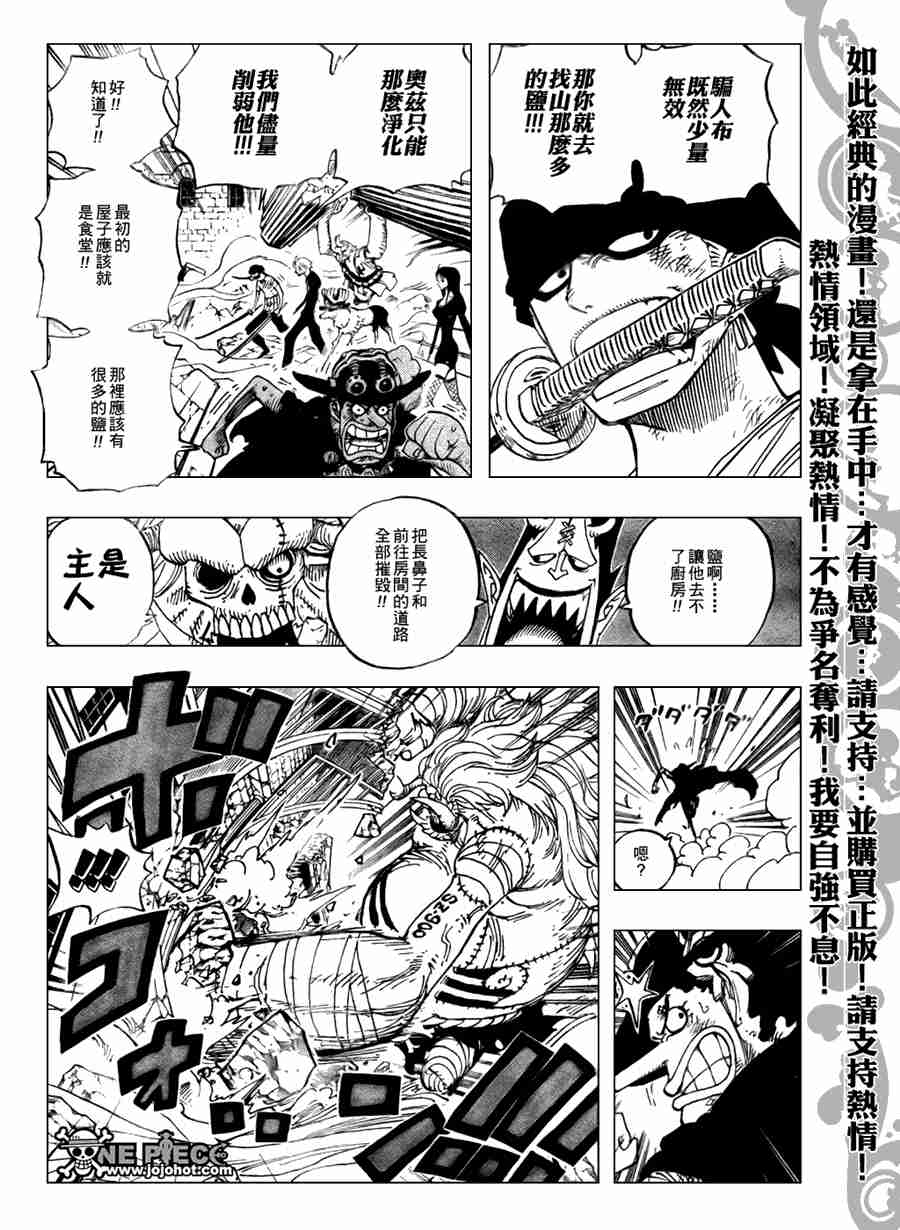 騙人布
既然少量
無效
那你就去
找山那麼多
的鹽!!!
奧茲只能
那麼淨化
我們儘量
削弱他!!!
好!!
知道了!!
最初的
屋子應該就
是食堂!!
那裡應該有
很多的鹽!!
鹽啊……
讓他去不
了廚房!!
把長鼻子和
前往房間的道路
全部摧毀!!
是
主人
ダダダダ
嗯?
ドゴォォ…!!!
!!!
SZ·900
ONE PIECE
www.jojohot.com
如此經典的漫畫!還是拿在手中…才有感覺…請支持…並購買正版!請支持熱情!
熱情領域!凝聚熱情!不為爭名奪利!我要自強不息!